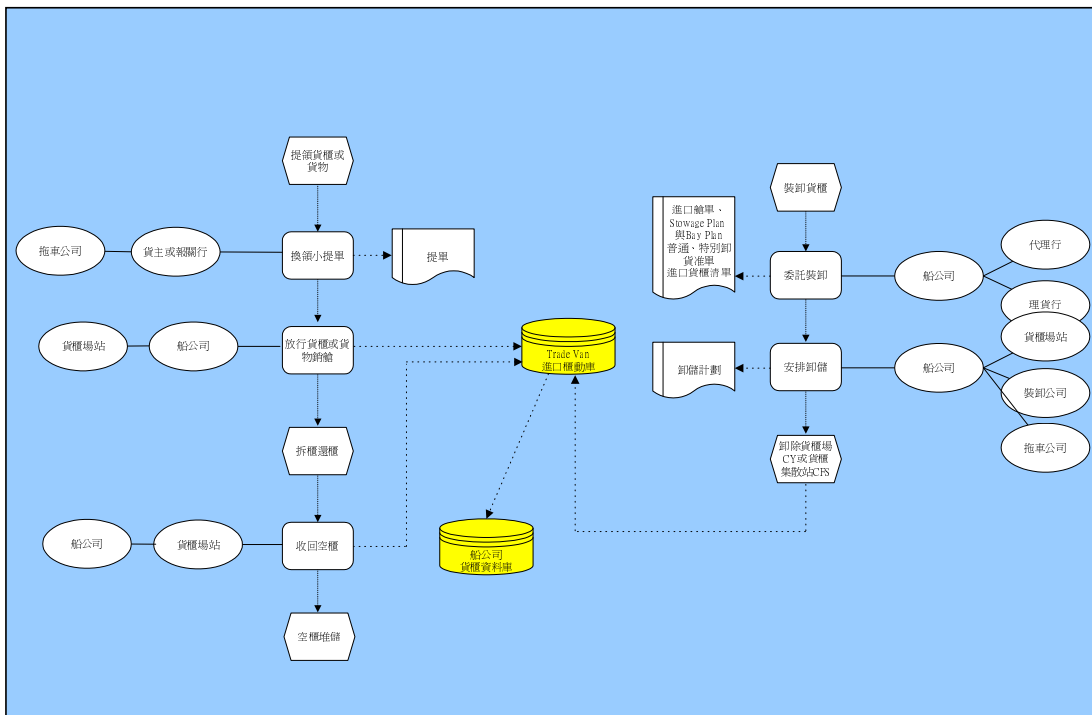 提領貨櫃或
貨物
拖車公司
貨主或報關行
換領小提單
提單
貨櫃場站
船公司
放行貨櫃或貨
物銷艙
拆櫃還櫃
船公司
貨櫃場站
收回空櫃
空櫃堆儲
Trade Van
進口櫃動庫
船公司
貨櫃資料庫
裝卸貨櫃
進口艙單、
Stowage Plan
與Bay Plan
普通、特別卸
貨准單
進口貨櫃清單
委託裝卸
船公司
代理行
理貨行
卸儲計劃
安排卸儲
船公司
貨櫃場站
裝卸公司
拖車公司
卸除貨櫃場
CY或貨櫃
集散站CFS